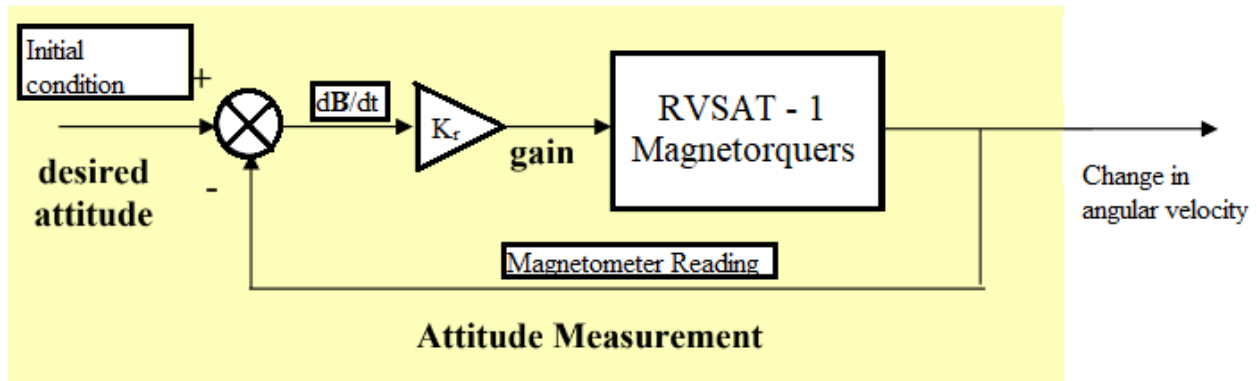 Initial
condition
+
dB/dt
Kr
RVSAT - 1
Magnetorquers
gain
desired
attitude
-
Change in
angular velocity
Magnetometer Reading
Attitude Measurement